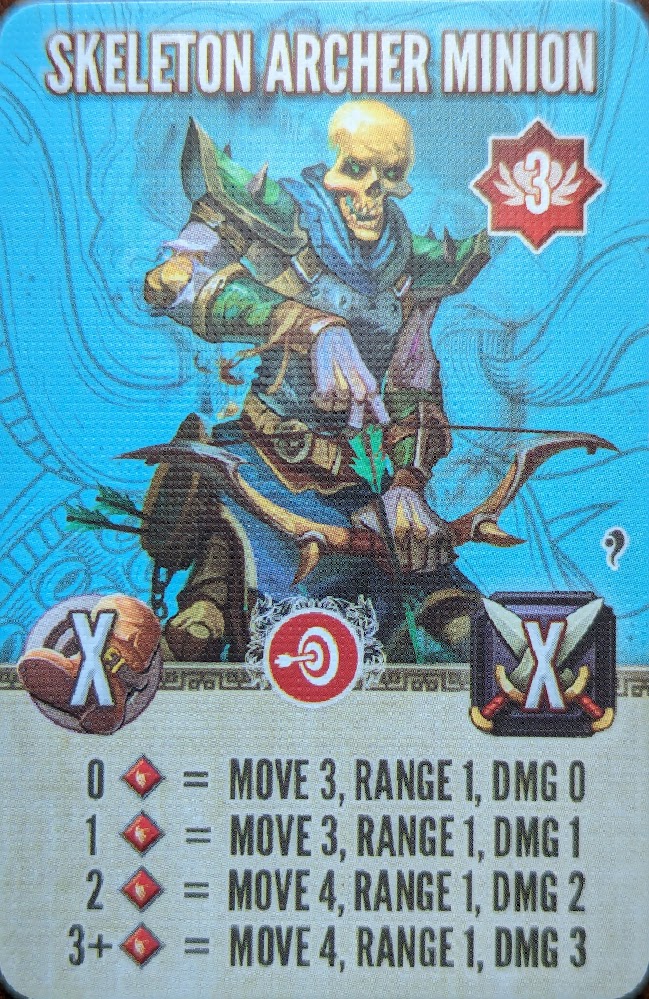 SKELETON ARCHER MINION
3
X
X
0 = MOVE 3, RANGE 1, DMG 0
1 = MOVE 3, RANGE 1, DMG 1
2 = MOVE 4, RANGE 1, DMG 2
3+ = MOVE 4, RANGE 1, DMG 3